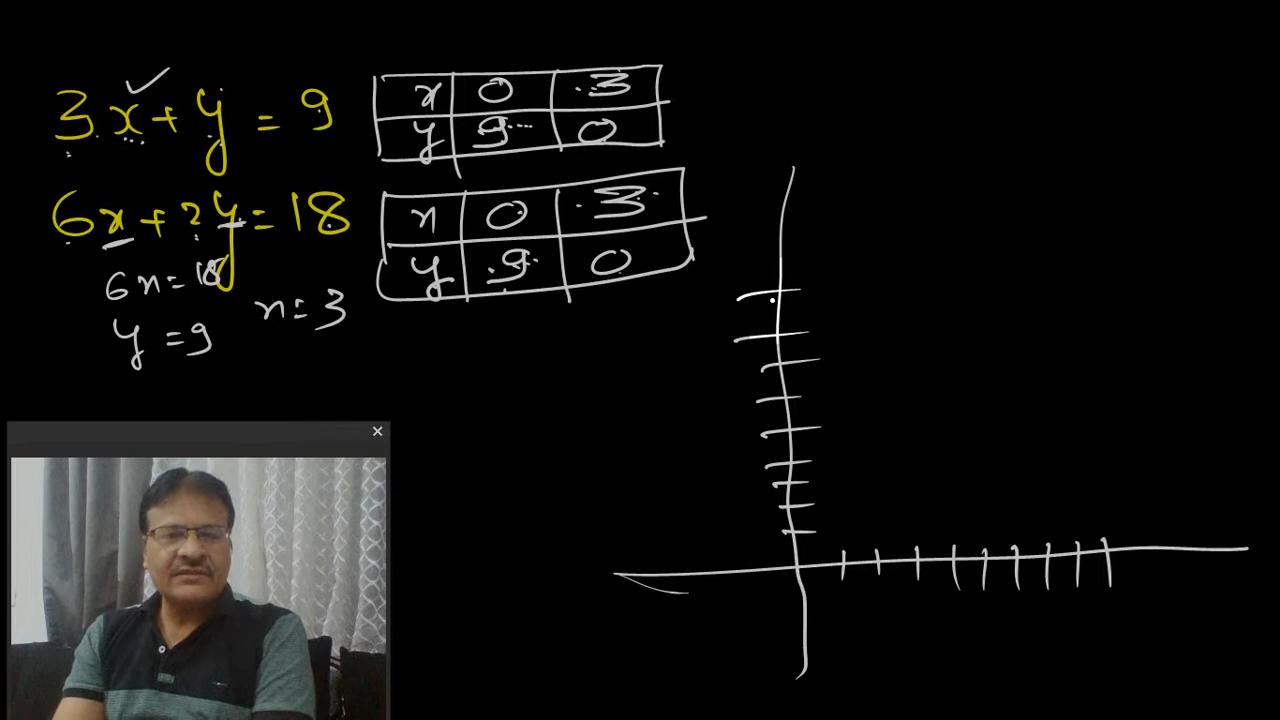 3x + y = 9
x 0 3
y 9 0
6x + 2y = 18
x 0 3
y 9 0
6x = 18
x = 3
y = 9